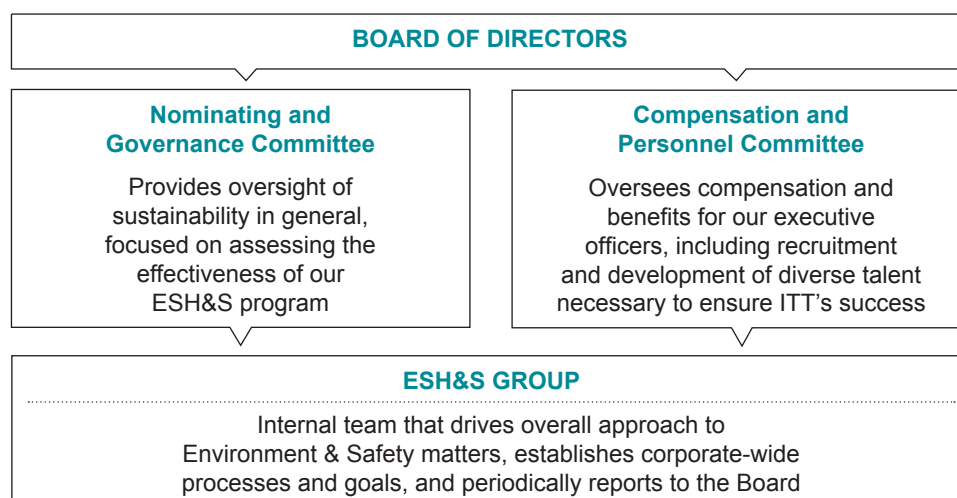 BOARD OF DIRECTORS
Nominating and
Governance Committee
Provides oversight of
sustainability in general,
focused on assessing the
effectiveness of our
ESH&S program
Compensation and
Personnel Committee
Oversees compensation and
benefits for our executive
officers, including recruitment
and development of diverse talent
necessary to ensure ITT’s success
ESH&S GROUP
Internal team that drives overall approach to
Environment & Safety matters, establishes corporate-wide
processes and goals, and periodically reports to the Board